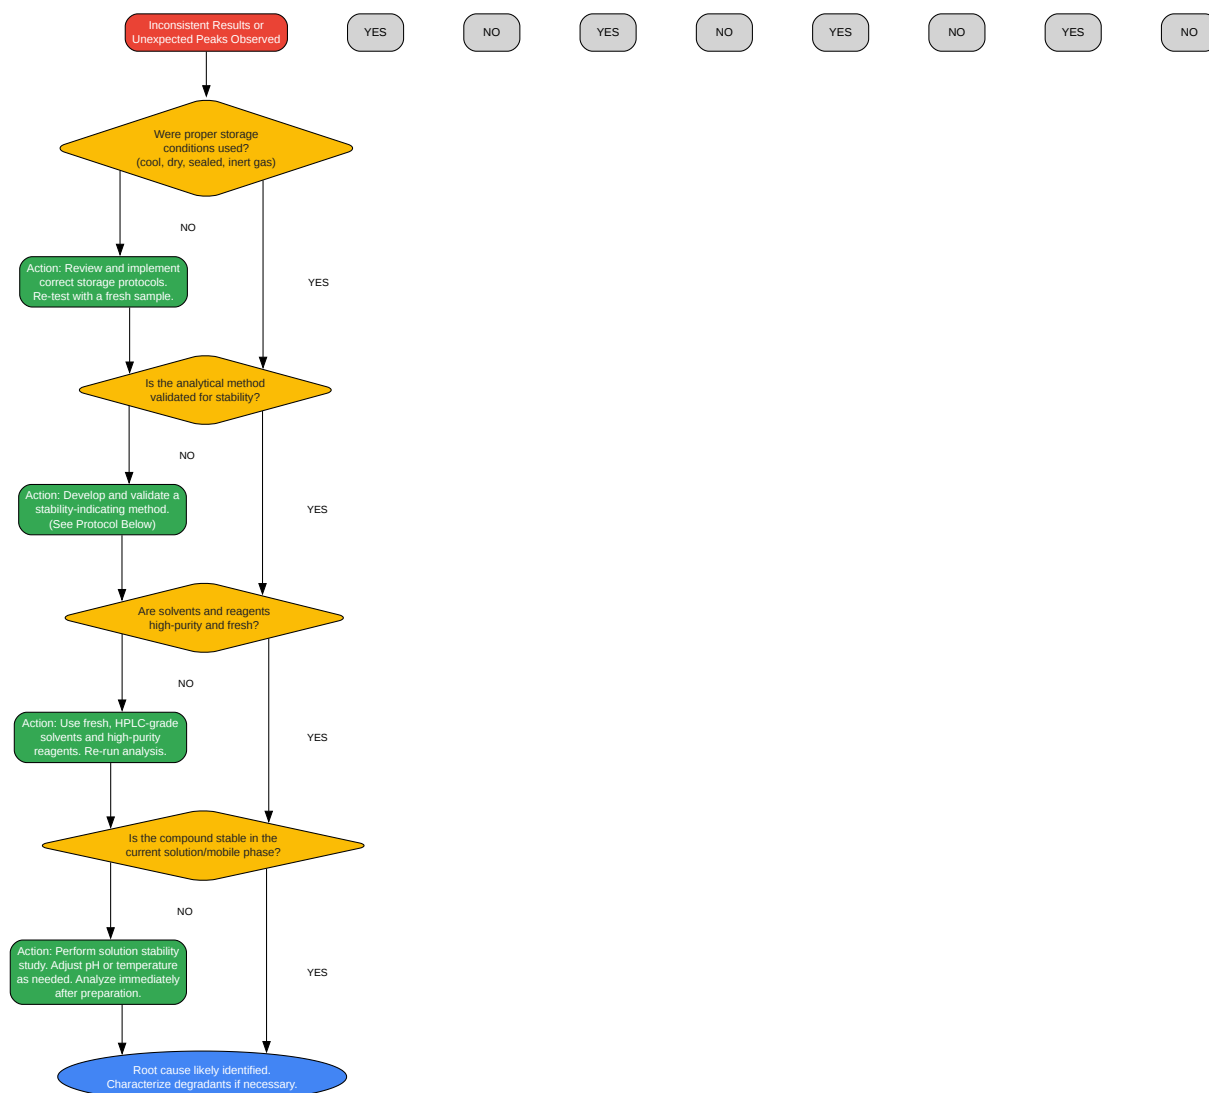 Inconsistent Results or
Unexpected Peaks Observed
YES
NO
YES
NO
YES
NO
YES
NO
Were proper storage
conditions used?
(cool, dry, sealed, inert gas)
NO
Action: Review and implement
correct storage protocols.
Re-test with a fresh sample.
YES
Is the analytical method
validated for stability?
NO
Action: Develop and validate a
stability-indicating method.
(See Protocol Below)
YES
Are solvents and reagents
high-purity and fresh?
NO
Action: Use fresh, HPLC-grade
solvents and high-purity
reagents. Re-run analysis.
YES
Is the compound stable in the
current solution/mobile phase?
NO
Action: Perform solution stability
study. Adjust pH or temperature
as needed. Analyze immediately
after preparation.
YES
Root cause likely identified.
Characterize degradants if necessary.